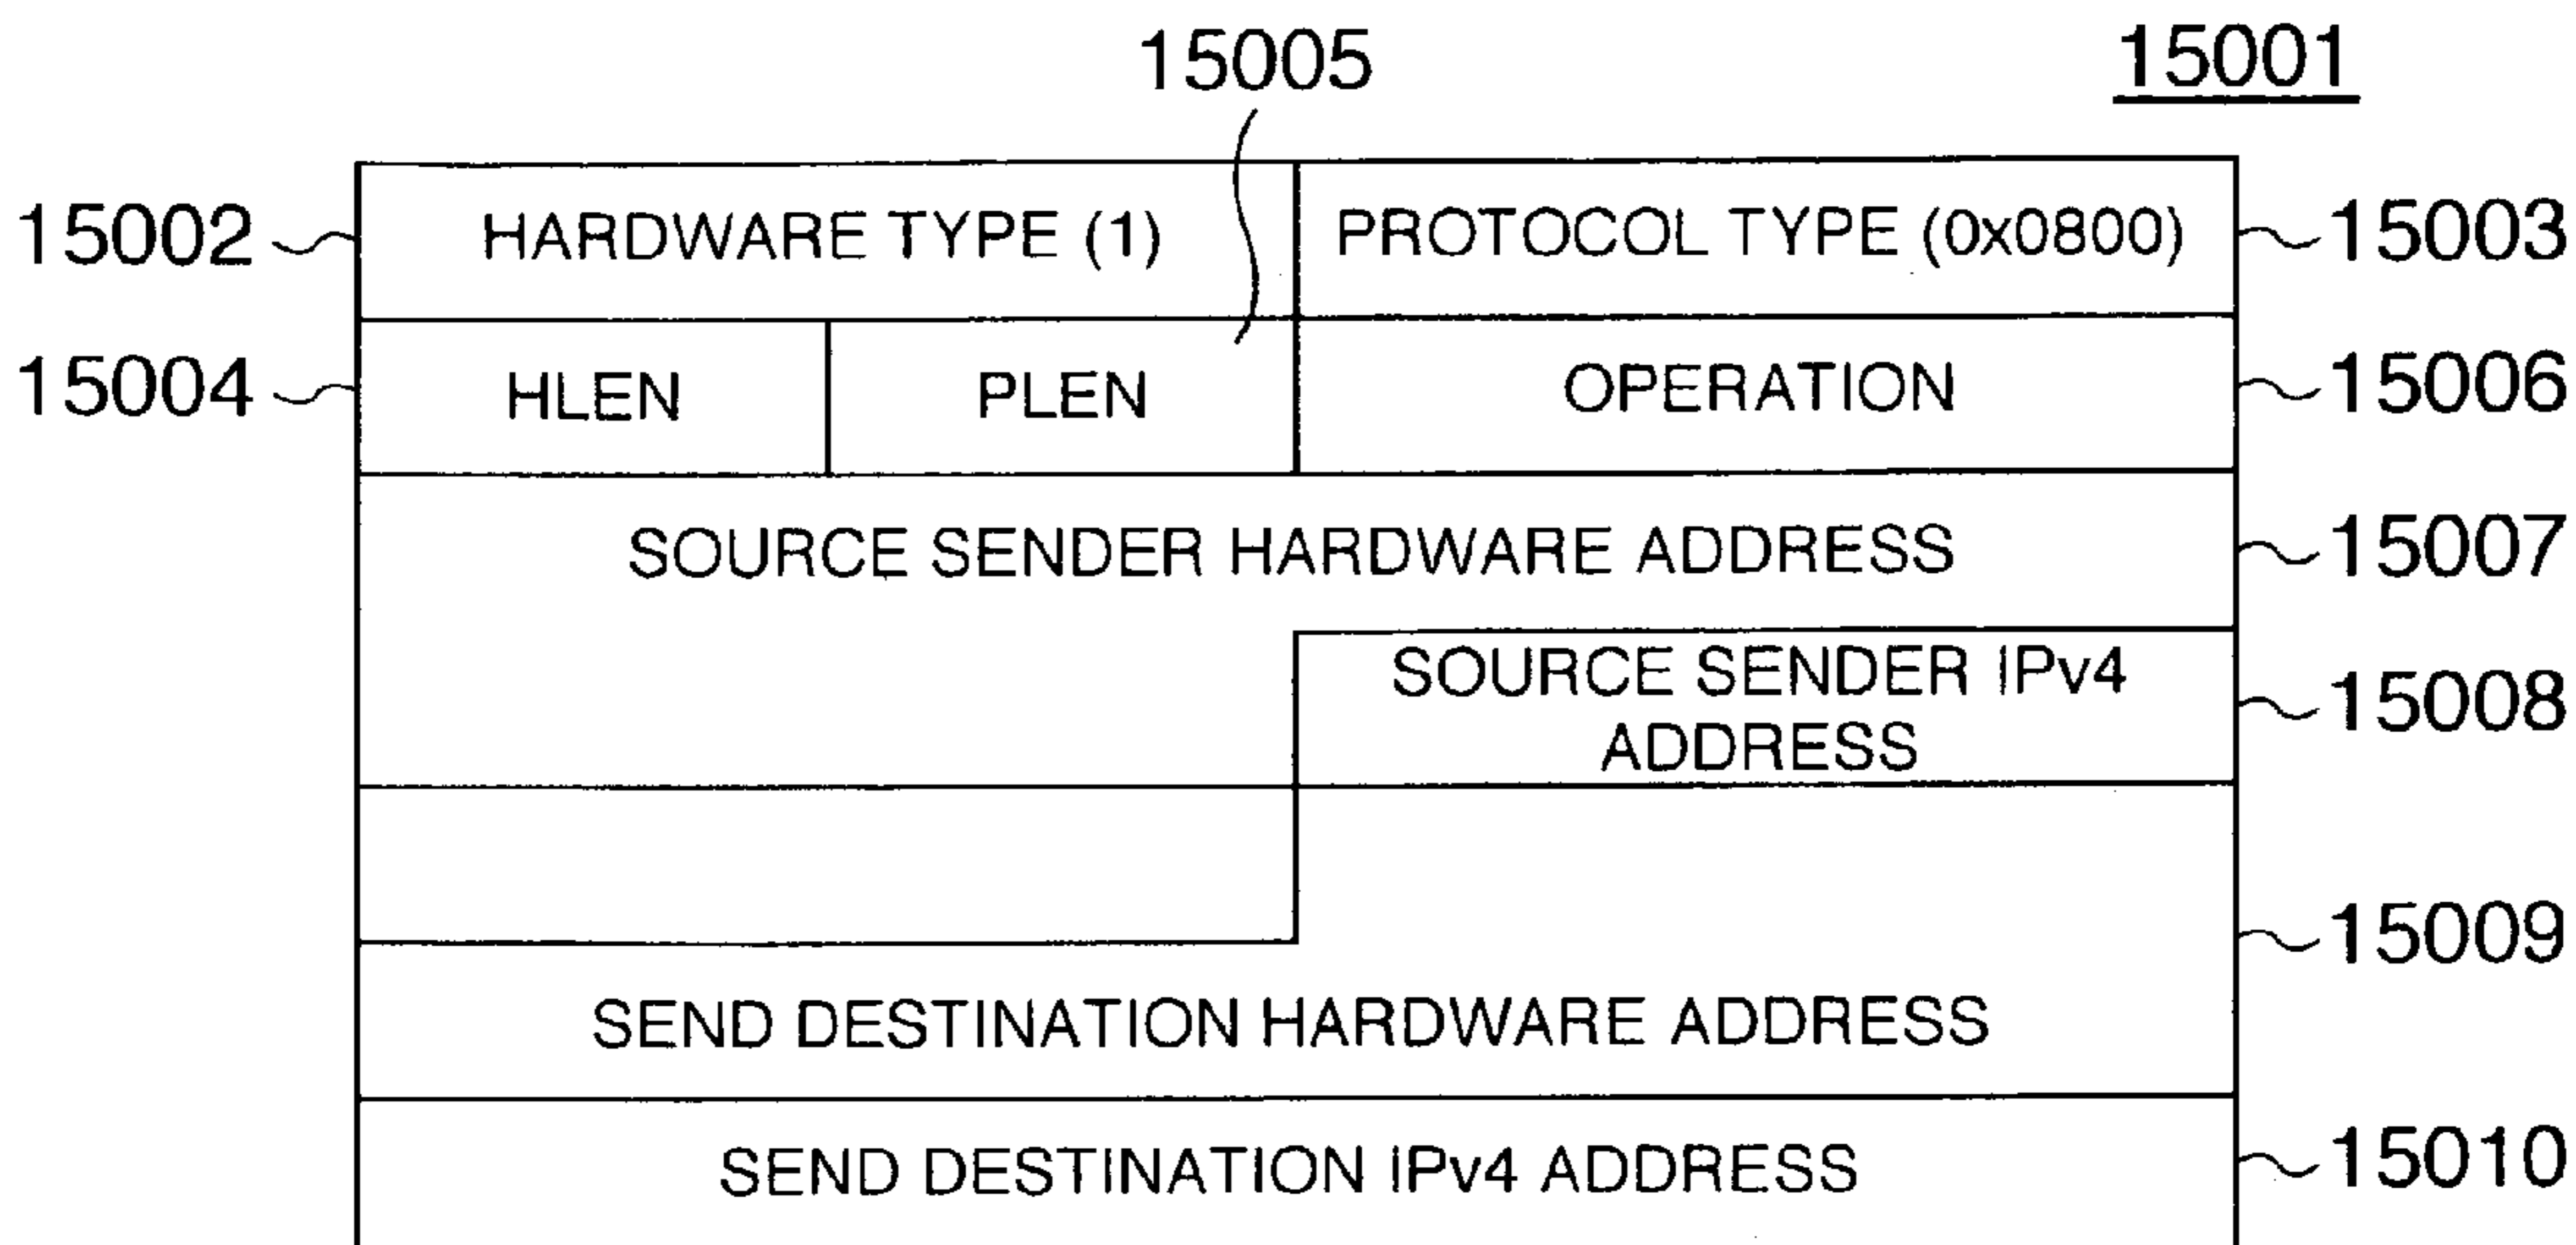 15005
15001
15002
HARDWARE TYPE (1)
PROTOCOL TYPE (0x0800)
15003
15004
HLEN
PLEN
OPERATION
15006
SOURCE SENDER HARDWARE ADDRESS
15007
SOURCE SENDER IPv4
ADDRESS
15008
15009
SEND DESTINATION HARDWARE ADDRESS
SEND DESTINATION IPv4 ADDRESS
15010